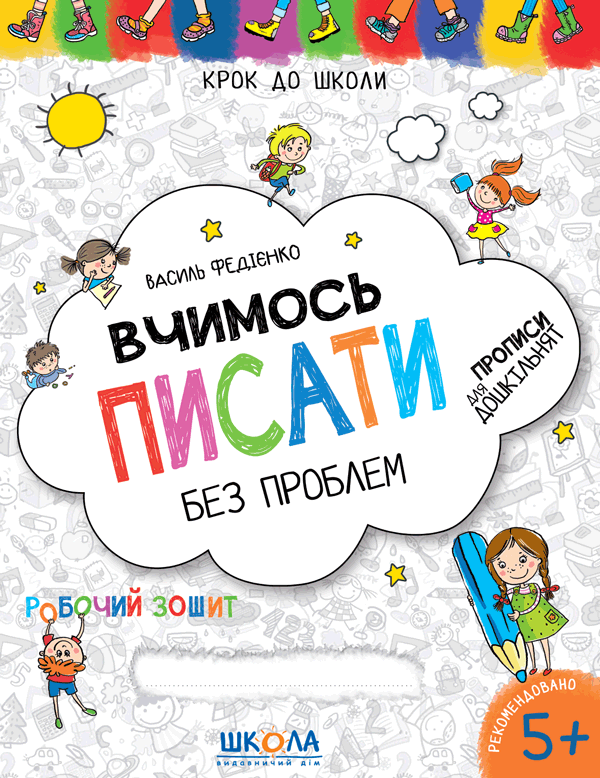 КРОК ДО ШКОЛИ
ВАСИЛЬ ФЕДІЄНКО
ВЧИМОСЬ
ПИСАТИ
БЕЗ ПРОБЛЕМ
ПРОПИСИ
ДЛЯ ДОШКІЛЬНЯТ
РОБОЧИЙ ЗОШИТ
РЕКОМЕНДОВАНО
5+
ШКОЛА
видавничий дім